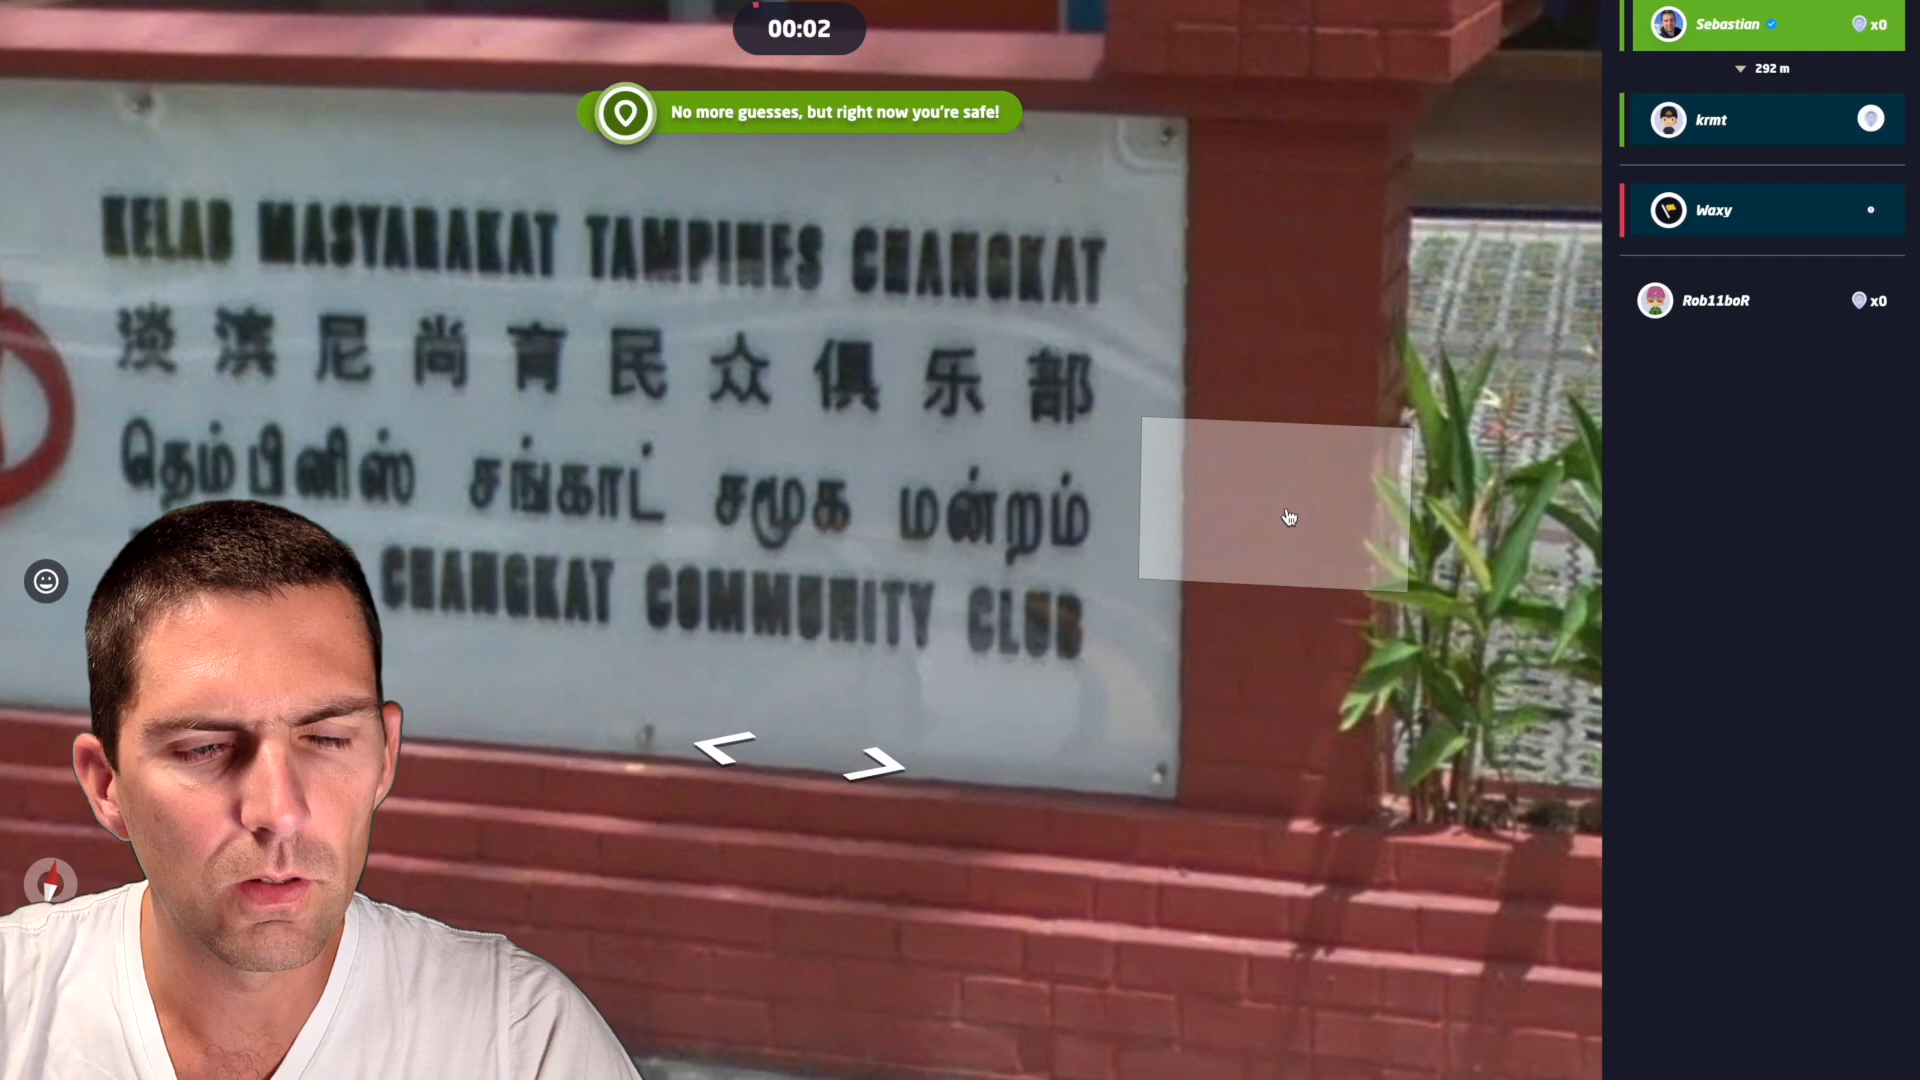 00:02
No more guesses, but right now you're safe!
KELAB MASYARAKAT TAMPINES CHANGKAT
淡滨尼尚育民众俱乐部
தெம்பினிஸ் சங்காட் சமூக மன்றம்
CHANGKAT COMMUNITY CLUB
Sebastian
x0
292 m
krmt
Waxy
Rob11boR
x0